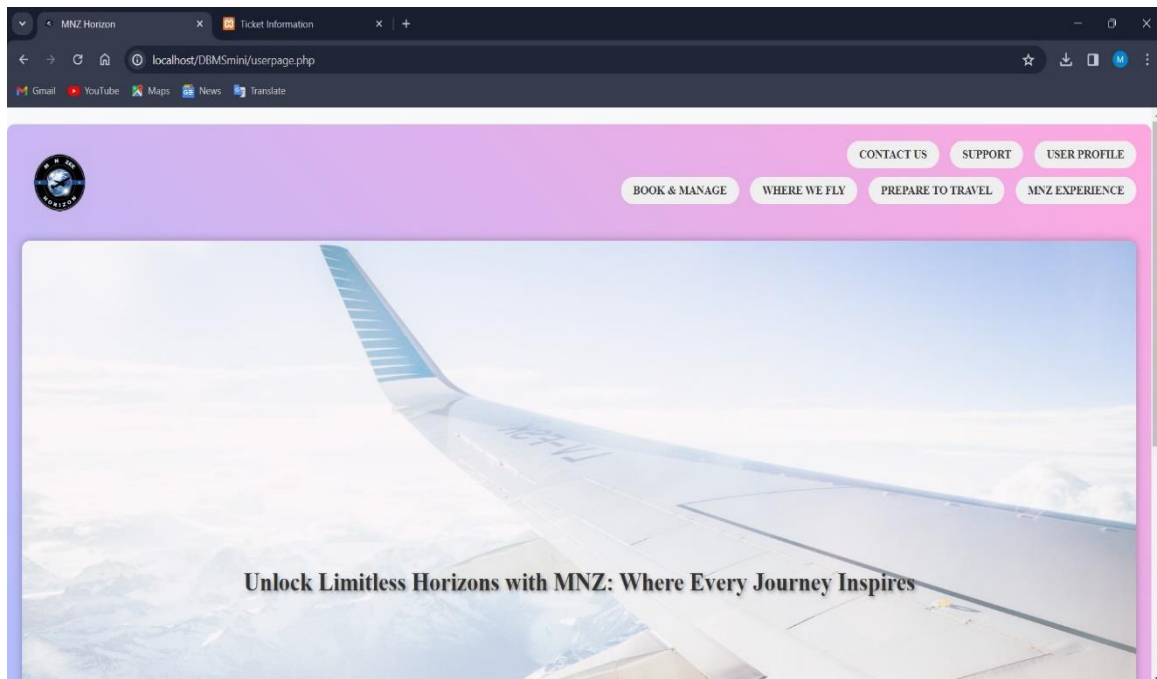 MNZ Horizon
Ticket Information
localhost/DBMSmini/userpage.php
M
Gmail YouTube Maps News Translate
CONTACT US SUPPORT USER PROFILE
BOOK & MANAGE WHERE WE FLY PREPARE TO TRAVEL MNZ EXPERIENCE
HORIZON
Unlock Limitless Horizons with MNZ: Where Every Journey Inspires